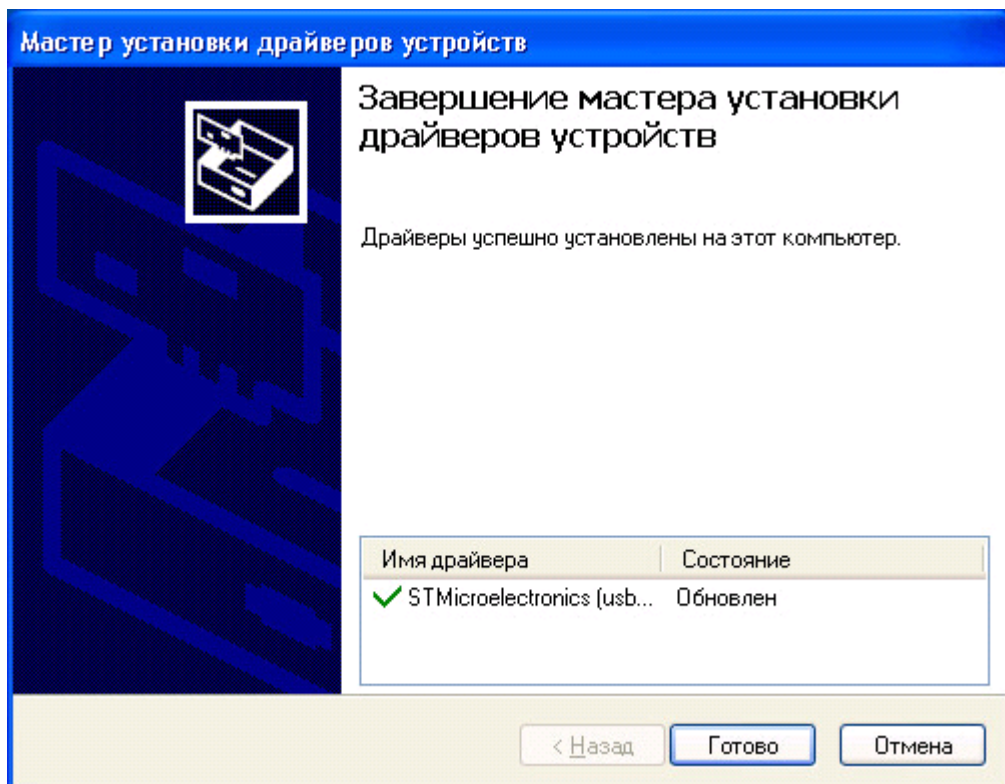 Мастер установки драйверов устройств
Завершение мастера установки
драйверов устройств
Драйверы успешно установлены на этот компьютер.
Имя драйвера Состояние
STMicroelectronics (usb... Обновлен
< Назад Готово Отмена